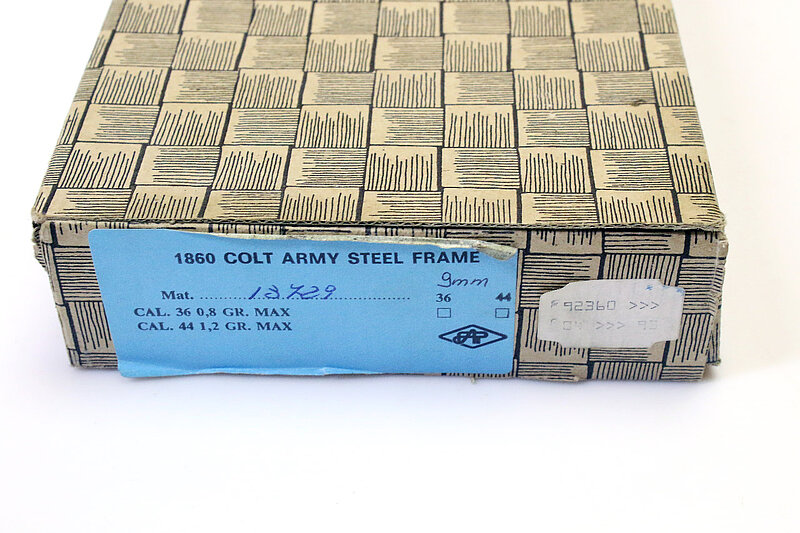 1860 COLT ARMY STEEL FRAME
9mm
Mat. 13729
36 44
CAL. 36 0,8 GR. MAX
CAL. 44 1,2 GR. MAX
92360 >>>
>>>